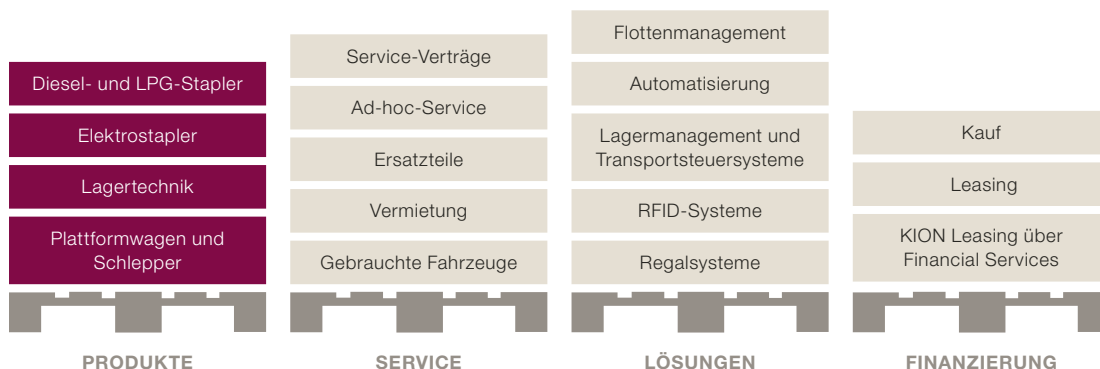 Diesel- und LPG-Stapler
Elektrostapler
Lagertechnik
Plattformwagen und
Schlepper
PRODUKTE
Service-Verträge
Ad-hoc-Service
Ersatzteile
Vermietung
Gebrauchte Fahrzeuge
SERVICE
Flottenmanagement
Automatisierung
Lagermanagement und
Transportsteuersysteme
RFID-Systeme
Regalsysteme
LÖSUNGEN
Kauf
Leasing
KION Leasing über
Financial Services
FINANZIERUNG